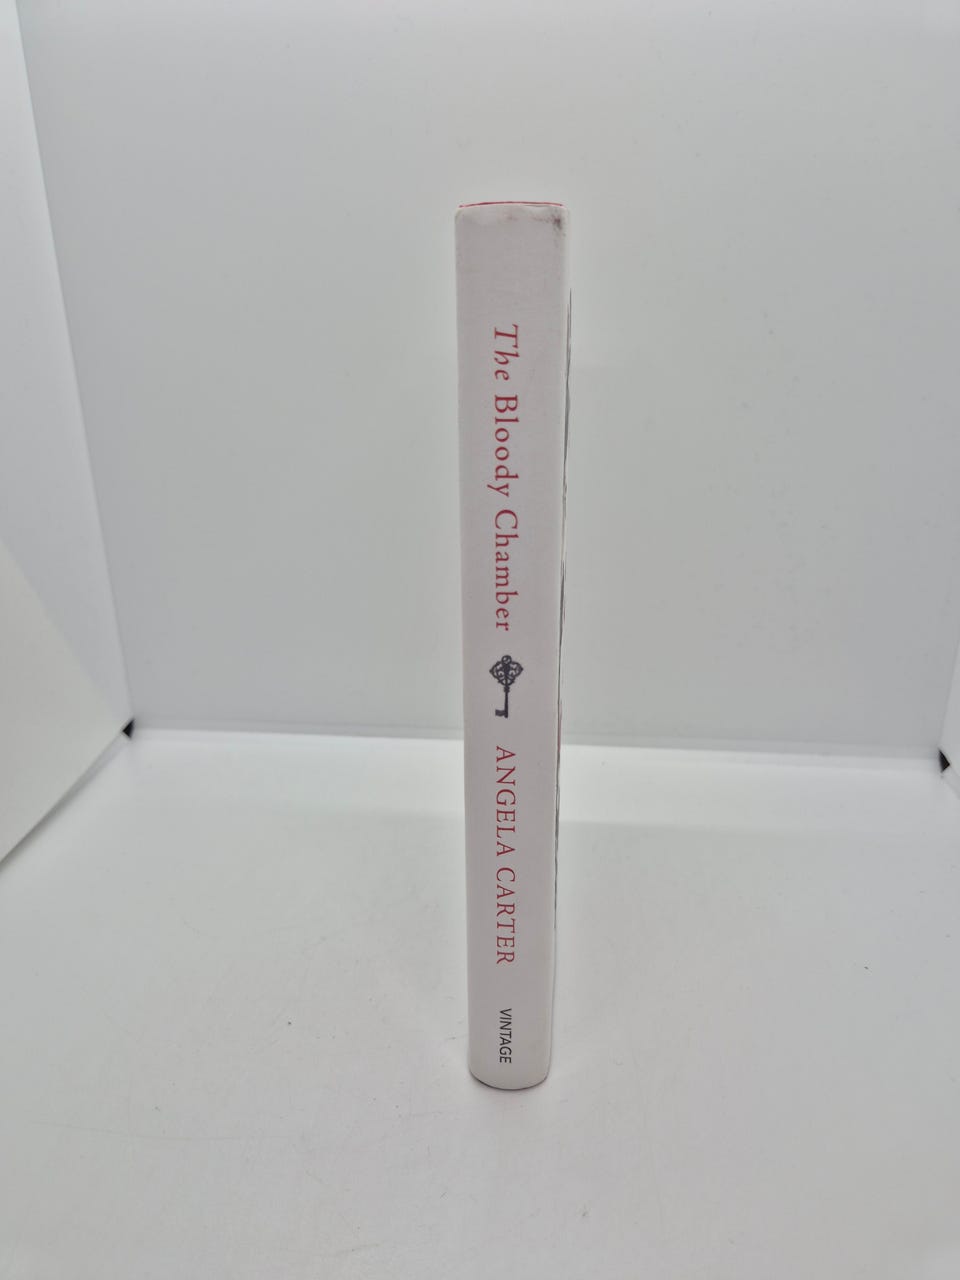 The Bloody Chamber
ANGELA CARTER
VINTAGE